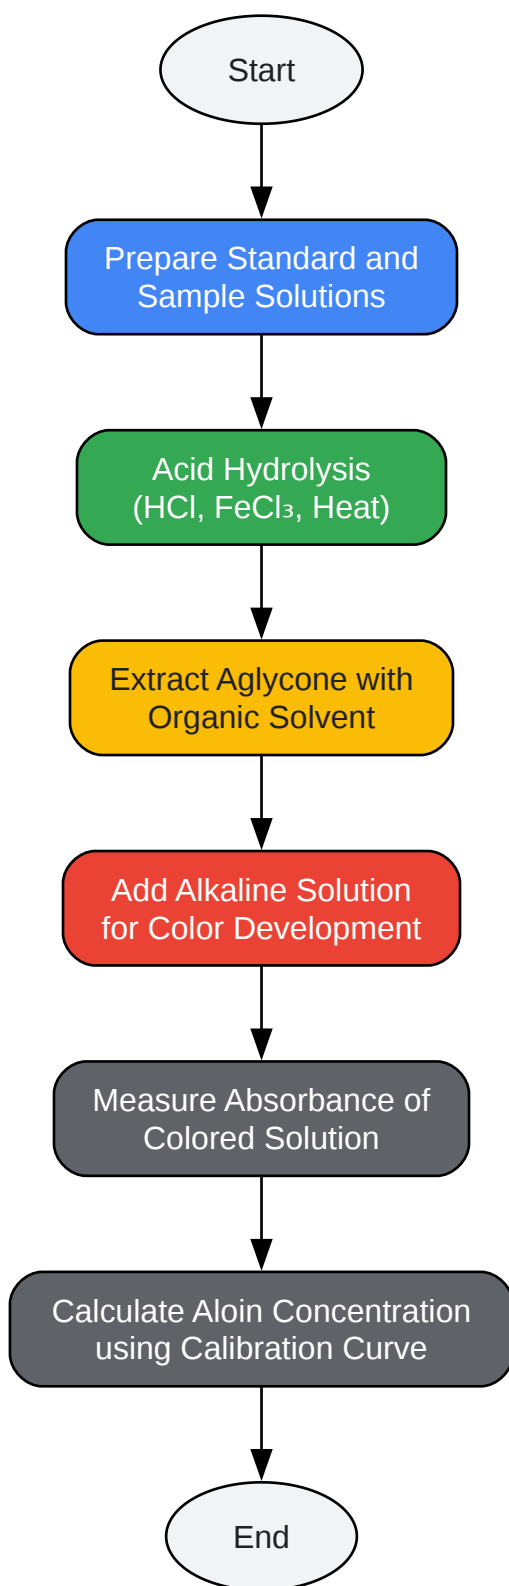 Start
Prepare Standard and
Sample Solutions
Acid Hydrolysis
(HCl, FeCl₃, Heat)
Extract Aglycone with
Organic Solvent
Add Alkaline Solution
for Color Development
Measure Absorbance of
Colored Solution
Calculate Aloin Concentration
using Calibration Curve
End